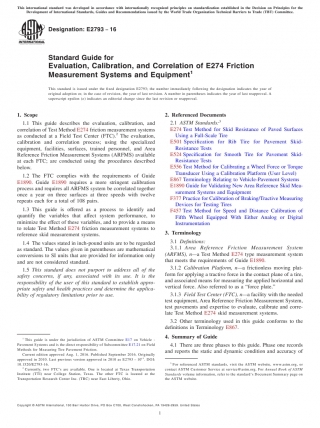 This international standard was developed in accordance with internationally recognized principles on standardization established in the Decision on Principles for the
Development of International Standards, Guides and Recommendations issued by the World Trade Organization Technical Barriers to Trade (TBT) Committee.
Designation: E2793 – 16
INTERNATIONAL
Standard Guide for
Evaluation, Calibration, and Correlation of E274 Friction
Measurement Systems and Equipment1
This standard is issued under the fixed designation E2793; the number immediately following the designation indicates the year of
original adoption or, in the case of revision, the year of last revision. A number in parentheses indicates the year of last reapproval. A
superscript epsilon (ε) indicates an editorial change since the last revision or reapproval.
1. Scope
1.1 This guide describes the evaluation, calibration, and
correlation of Test Method E274 friction measurement systems
as conducted at a Field Test Center (FTC).2 The evaluation,
calibration and correlation process; using the specialized
equipment, facilities, surfaces, trained personnel, and Area
Reference Friction Measurement Systems (ARFMS) available
at each FTC; are conducted using the procedures described
below.
1.2 The FTC complies with the requirements of Guide
E1890. Guide E1890 requires a more stringent calibration
process and requires all ARFMS system be correlated together
once a year on three surfaces at three speeds with twelve
repeats each for a total of 108 pairs.
1.3 This guide is offered as a process to identify and
quantify the variables that affect system performance, to
minimize the effect of these variables, and to provide a means
to relate Test Method E274 friction measurement systems to
reference skid measurement systems.
1.4 The values stated in inch-pound units are to be regarded
as standard. The values given in parentheses are mathematical
conversions to SI units that are provided for information only
and are not considered standard.
1.5 This standard does not purport to address all of the
safety concerns, if any, associated with its use. It is the
responsibility of the user of this standard to establish appro-
priate safety and health practices and determine the applica-
bility of regulatory limitations prior to use.
1 This guide is under the jurisdiction of ASTM Committee E17 on Vehicle -
Pavement Systems and is the direct responsibility of Subcommittee E17.21 on Field
Methods for Measuring Tire Pavement Friction.
Current edition approved Aug. 1, 2016. Published September 2016. Originally
approved in 2010. Last previous version approved in 2010 as E2793 – 10ε1. DOI:
10.1520/E2793-16.
2 Currently two FTC's are available. One is located at Texas Transportation
Institute (TTI) near College Station, Texas. The other FTC is located at the
Transportation Research Center Inc. (TRC) near East Liberty, Ohio.
2. Referenced Documents
2.1 ASTM Standards:3
E274 Test Method for Skid Resistance of Paved Surfaces
Using a Full-Scale Tire
E501 Specification for Rib Tire for Pavement Skid-
Resistance Tests
E524 Specification for Smooth Tire for Pavement Skid-
Resistance Tests
E556 Test Method for Calibrating a Wheel Force or Torque
Transducer Using a Calibration Platform (User Level)
E867 Terminology Relating to Vehicle-Pavement Systems
E1890 Guide for Validating New Area Reference Skid Mea-
surement Systems and Equipment
F377 Practice for Calibration of Braking/Tractive Measuring
Devices for Testing Tires
F457 Test Method for Speed and Distance Calibration of
Fifth Wheel Equipped With Either Analog or Digital
Instrumentation
3. Terminology
3.1 Definitions:
3.1.1 Area Reference Friction Measurement System
(ARFMS), n—a Test Method E274 type measurement system
that meets the requirements of Guide E1890.
3.1.2 Calibration Platform, n—a frictionless moving plat-
form for applying a tractive force in the contact plane of a tire,
and associated means for measuring the applied horizontal and
vertical force. Also referred to as a "force plate."
3.1.3 Field Test Center (FTC), n—a facility with the needed
test equipment, Area Reference Friction Measurement System,
test pavements and expertise to evaluate, calibrate and corre-
late Test Method E274 skid measurement systems.
3.2 Other terminology used in this guide conforms to the
definitions in Terminology E867.
4. Summary of Guide
4.1 There are three phases to this guide. Phase one records
and reports the static and dynamic condition and accuracy of
3 For referenced ASTM standards, visit the ASTM website, www.astm.org, or
contact ASTM Customer Service at service@astm.org. For Annual Book of ASTM
Standards volume information, refer to the standard's Document Summary page on
the ASTM website.
Copyright © ASTM International, 100 Barr Harbor Drive, PO Box C700, West Conshohocken, PA 19428-2959. United States
1